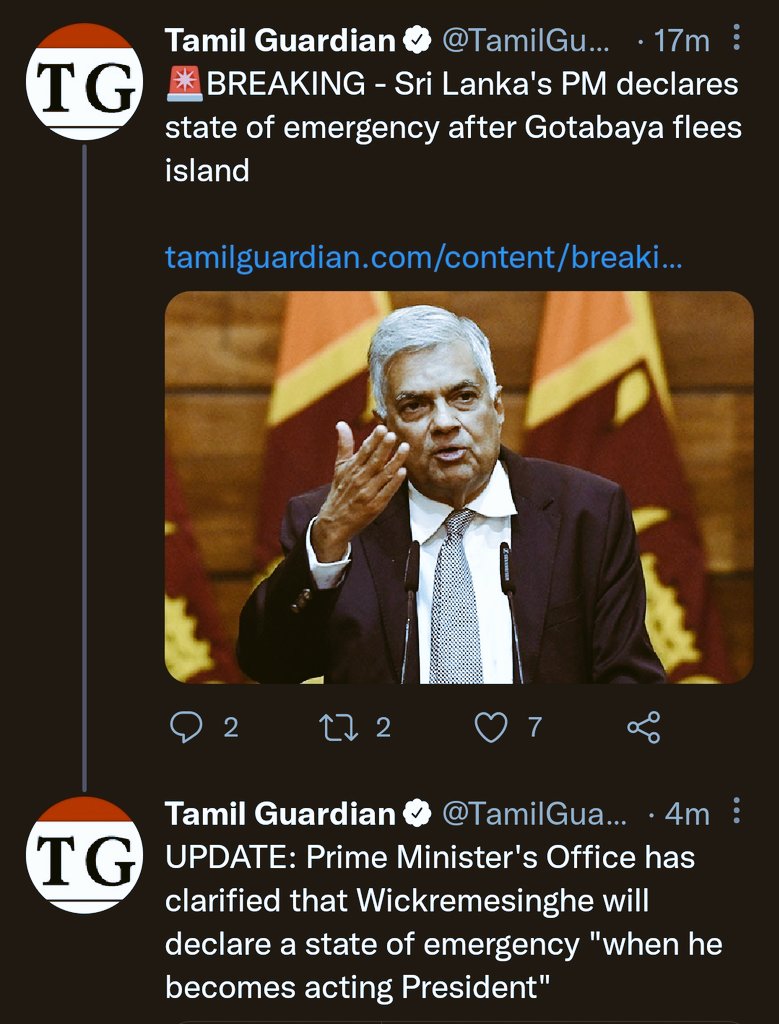 TG
Tamil Guardian @TamilGu... · 17m
BREAKING - Sri Lanka's PM declares
state of emergency after Gotabaya flees
island
tamilguardian.com/content/breaki...
2 2 7
TG
Tamil Guardian @TamilGua... · 4m
UPDATE: Prime Minister's Office has
clarified that Wickremesinghe will
declare a state of emergency "when he
becomes acting President"